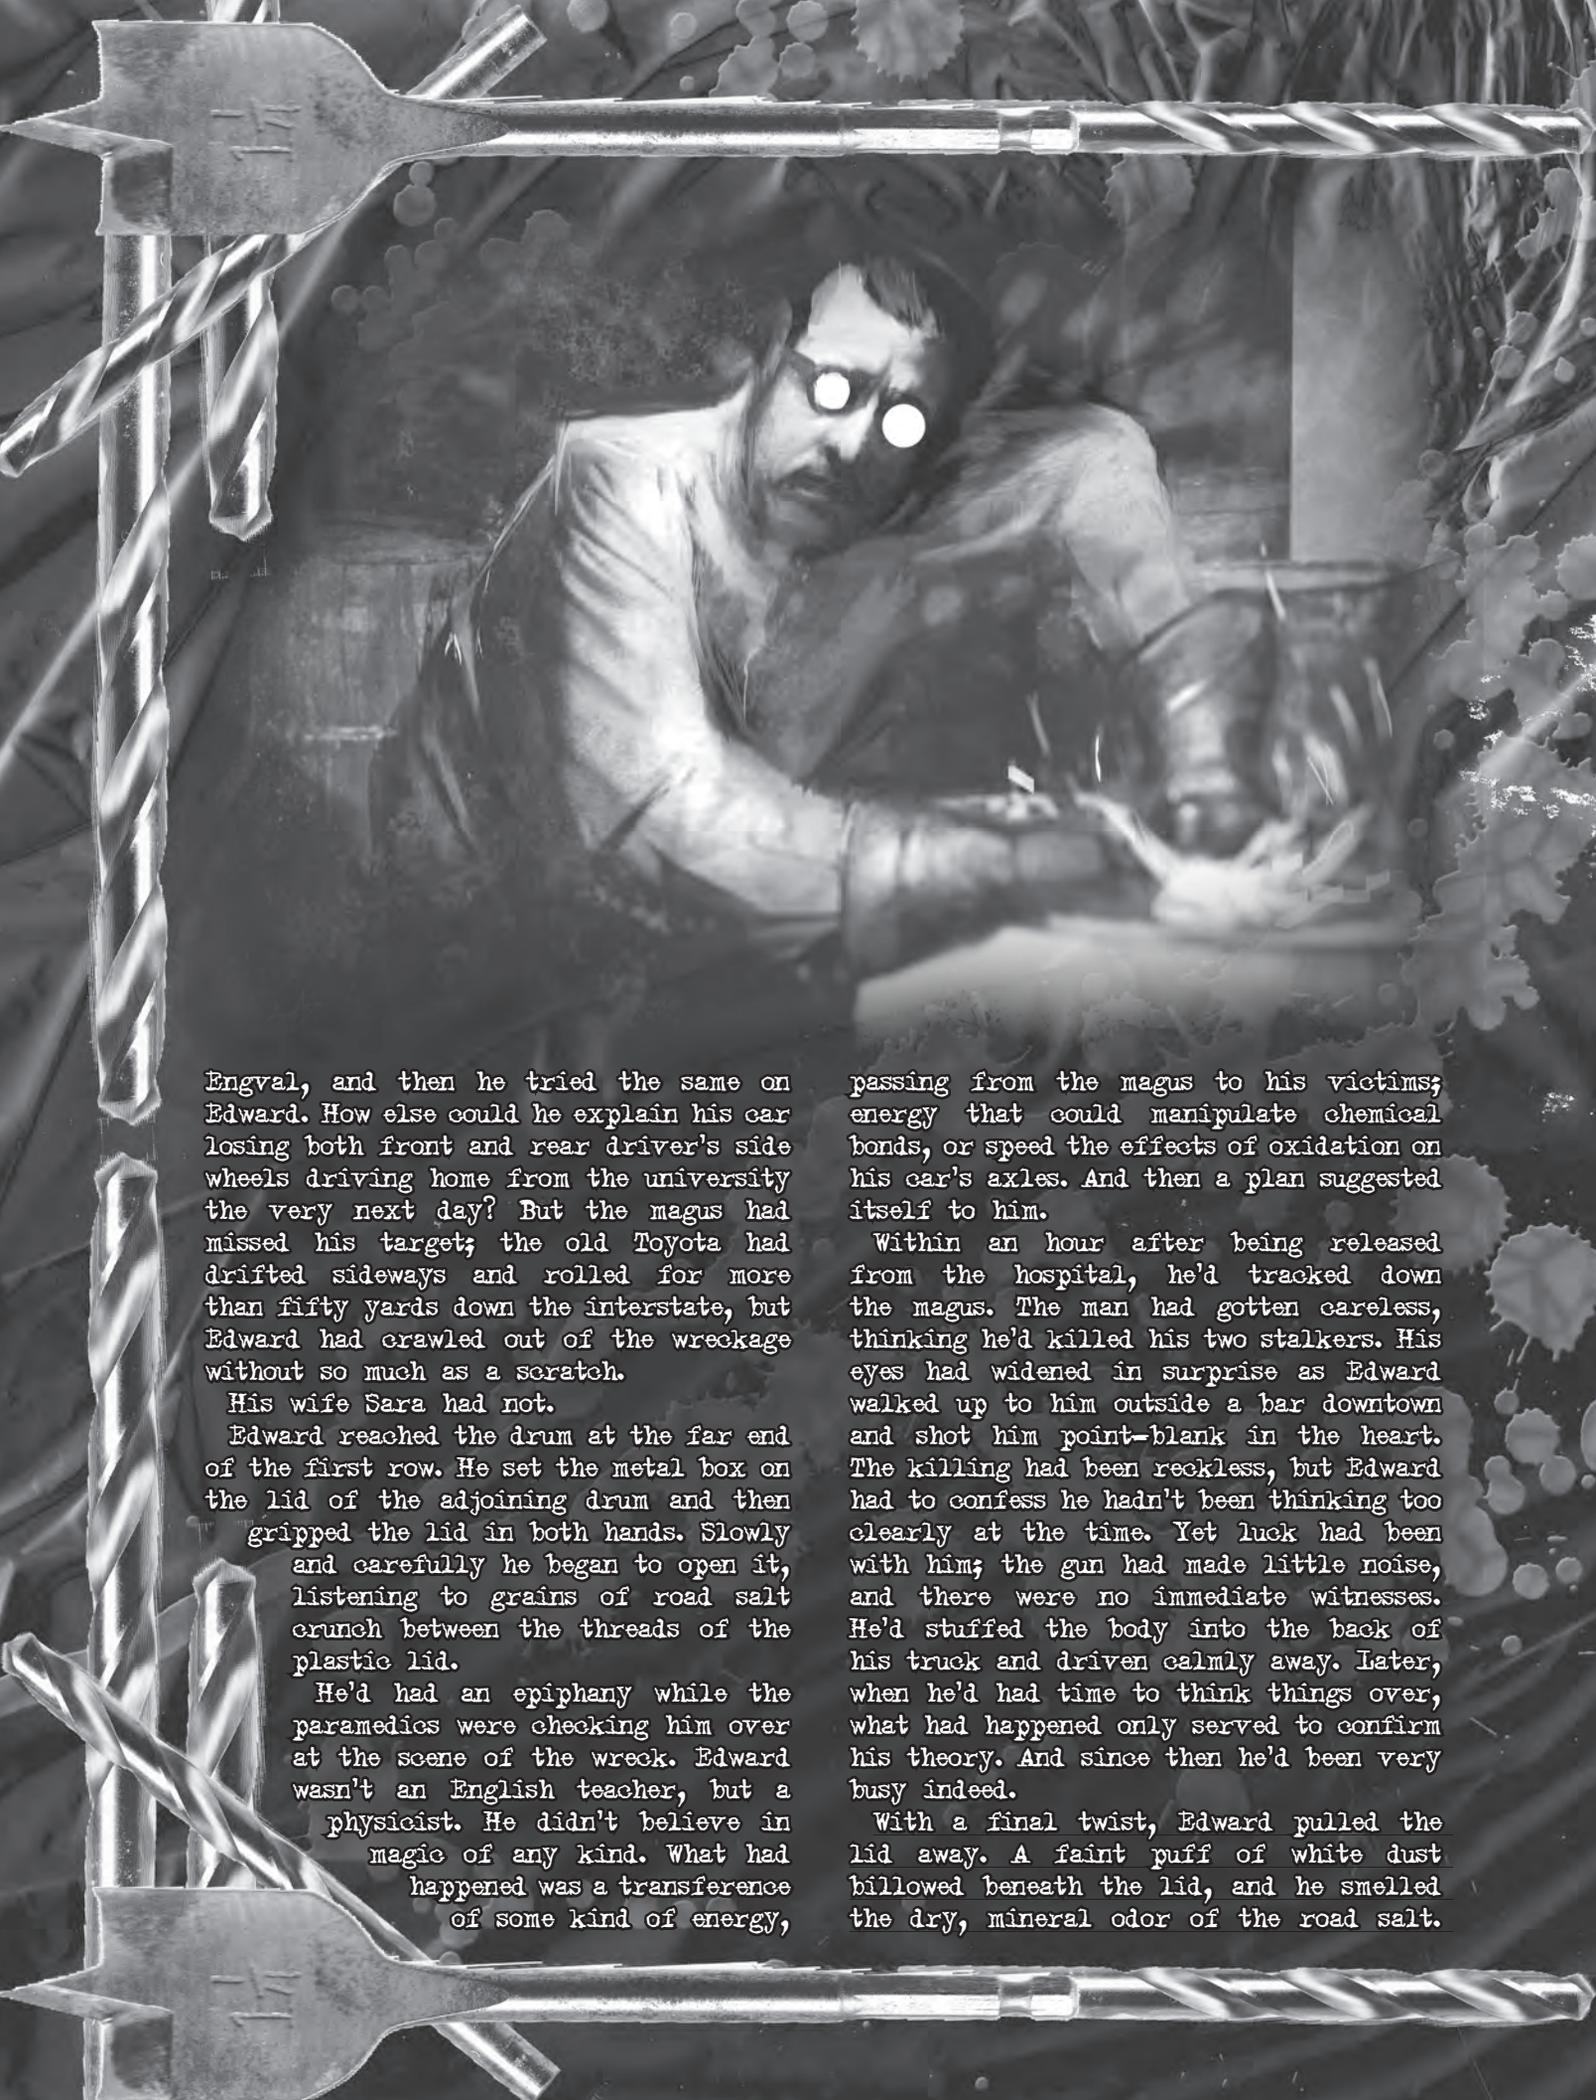 Engval, and then he tried the same on
Edward. How else could he explain his car
losing both front and rear driver's side
wheels driving home from the university
the very next day? But the magus had
missed his target; the old Toyota had
drifted sideways and rolled for more
than fifty yards down the interstate, but
Edward had crawled out of the wreckage
without so much as a scratch.
His wife Sara had not.
Edward reached the drum at the far end
of the first row. He set the metal box on
the lid of the adjoining drum and then
gripped the lid in both hands. Slowly
and carefully he began to open it,
listening to grains of road salt
crunch between the threads of the
plastic lid.
He'd had an epiphany while the
paramedics were checking him over
at the scene of the wreck. Edward
wasn't an English teacher, but a
physicist. He didn't believe in
magic of any kind. What had
happened was a transference
of some kind of energy,
passing from the magus to his victims;
energy that could manipulate chemical
bonds, or speed the effects of oxidation on
his car's axles. And then a plan suggested
itself to him.
Within an hour after being released
from the hospital, he'd tracked down
the magus. The man had gotten careless,
thinking he'd killed his two stalkers. His
eyes had widened in surprise as Edward
walked up to him outside a bar downtown
and shot him point-blank in the heart.
The killing had been reckless, but Edward
had to confess he hadn't been thinking too
clearly at the time. Yet luck had been
with him; the gun had made little noise,
and there were no immediate witnesses.
He'd stuffed the body into the back of
his truck and driven calmly away. Later,
when he'd had time to think things over,
what had happened only served to confirm
his theory. And since then he'd been very
busy indeed.
With a final twist, Edward pulled the
lid away. A faint puff of white dust
billowed beneath the lid, and he smelled
the dry, mineral odor of the road salt.